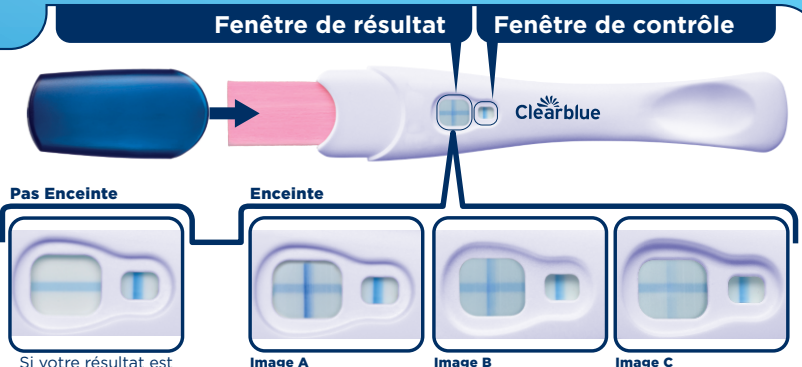 Fenêtre de résultat
Fenêtre de contrôle
Clearblue
Pas Enceinte
Enceinte
Si votre résultat est
Image A
Image B
Image C